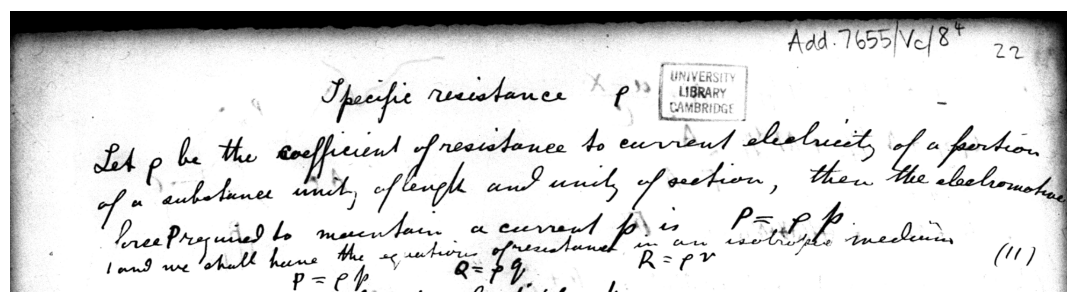 Add. 7655/Vc/8⁴ 22
Specific resistance ρ
UNIVERSITY
LIBRARY
CAMBRIDGE
Let ρ be the coefficient of resistance to current electricity of a portion
of a substance unity of length and unity of section, then the electromotive
force P required to maintain a current p is P = ρ p
and we shall have the equations of resistance in an isotropic medium
P = ρ p Q = ρ q R = ρ r (11)